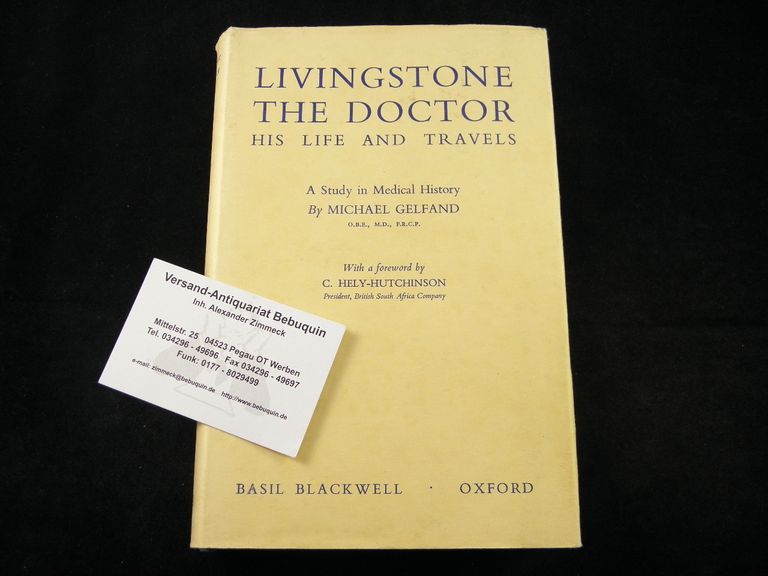 LIVINGSTONE
THE DOCTOR
HIS LIFE AND TRAVELS
A Study in Medical History
By MICHAEL GELFAND
O.B.E., M.D., F.R.C.P.
With a foreword by
C. HELY-HUTCHINSON
President, British South Africa Company
BASIL BLACKWELL · OXFORD
Versand-Antiquariat Bebuquin
Inh. Alexander Zimmeck
Mittelstr. 25 04523 Pegau OT Werben
Tel. 034296 - 49696 Fax 034296 - 49697
Funk: 0177 - 8029499
e-mail: zimmeck@bebuquin.de http://www.bebuquin.de